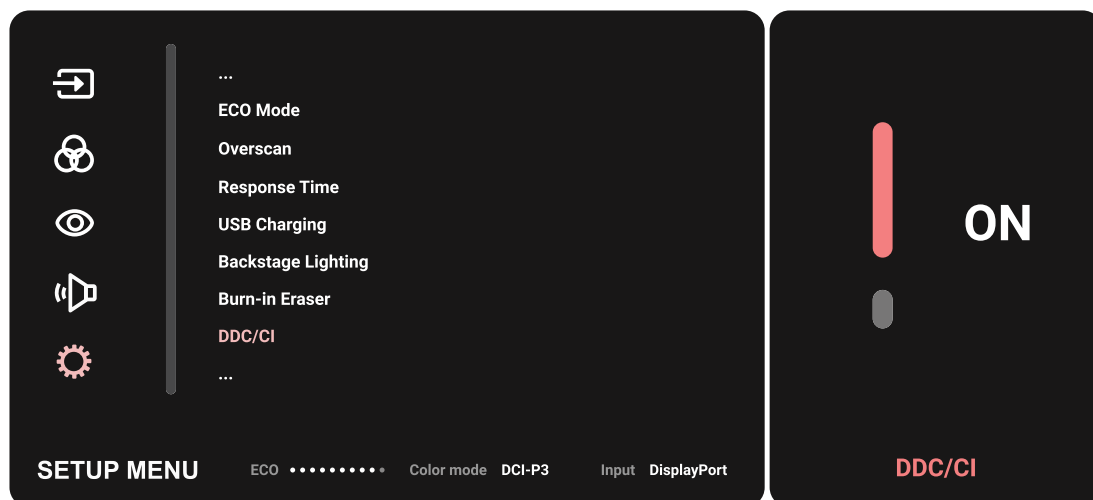 ...
ECO Mode
Overscan
Response Time
USB Charging
Backstage Lighting
Burn-in Eraser
DDC/CI
...
SETUP MENU ECO Color mode DCI-P3 Input DisplayPort
ON
DDC/CI